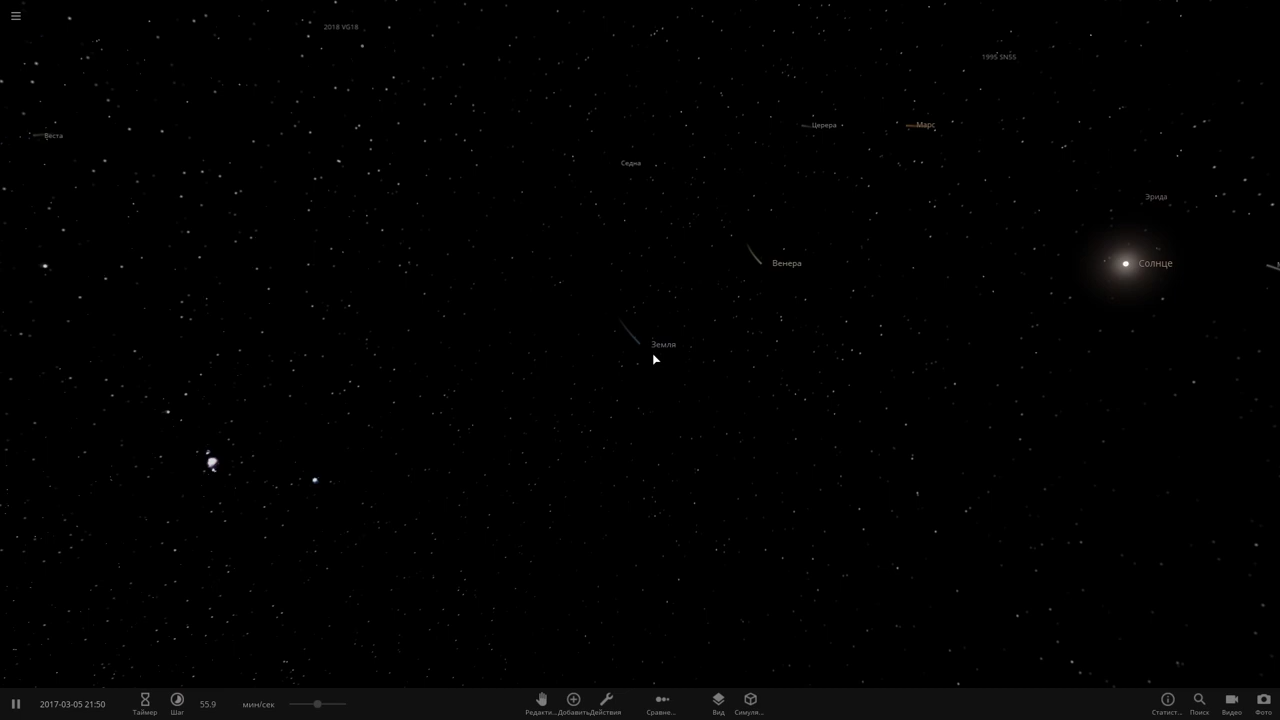 2018 VG18
1995 SN55
Веста
Церера
Марс
Седна
Эрида
Венера
Солнце
Земля
2017-03-05 21:50
Таймер
Шаг
55.9
мин/сек
Редакти...
Добавить
Действия
Сравне...
Вид
Симуля...
Статист...
Поиск
Видео
Фото